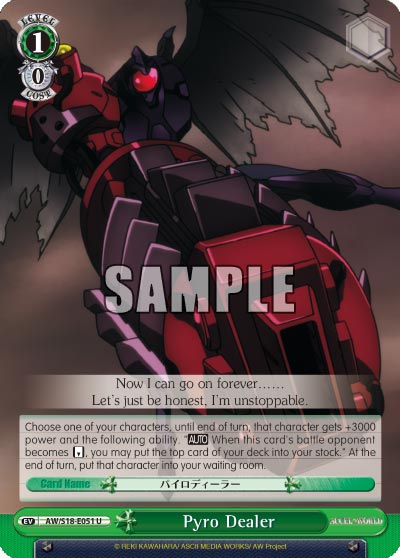 LEVEL
1
0
COST
SAMPLE
Now I can go on forever……
Let's just be honest, I'm unstoppable.
Choose one of your characters, until end of turn, that character gets +3000
power and the following ability. "AUTO When this card's battle opponent
becomes , you may put the top card of your deck into your stock." At the
end of turn, put that character into your waiting room.
Card Name パイロディーラー
EV AW/S18-E051 U Pyro Dealer ACCEL WORLD
© REKI KAWAHARA/ ASCII MEDIA WORKS/ AW Project